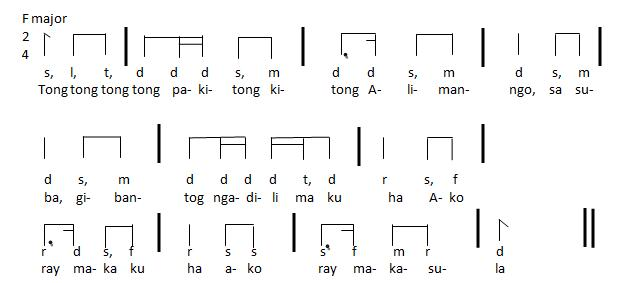 F major
2
4
s, l, t, d d d s, m d d s, m d s, m
Tong tong tong tong pa- ki- tong ki- tong A- li- man- ngo, sa su-
d s, m d d d d t, d r s, f
ba, gi- ban- tog nga- di- li ma ku ha A- ko
r d s, f r s s s' f m r d
ray ma- ka ku ha a- ko ray ma- ka- su- la